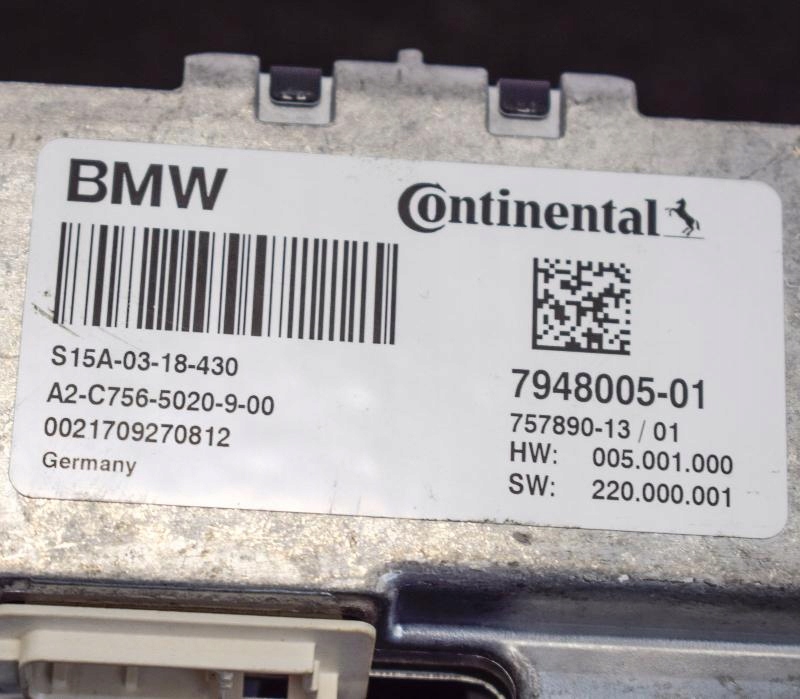 BMW
Continental
S15A-03-18-430
A2-C756-5020-9-00
0021709270812
Germany
7948005-01
757890-13 / 01
HW: 005.001.000
SW: 220.000.001